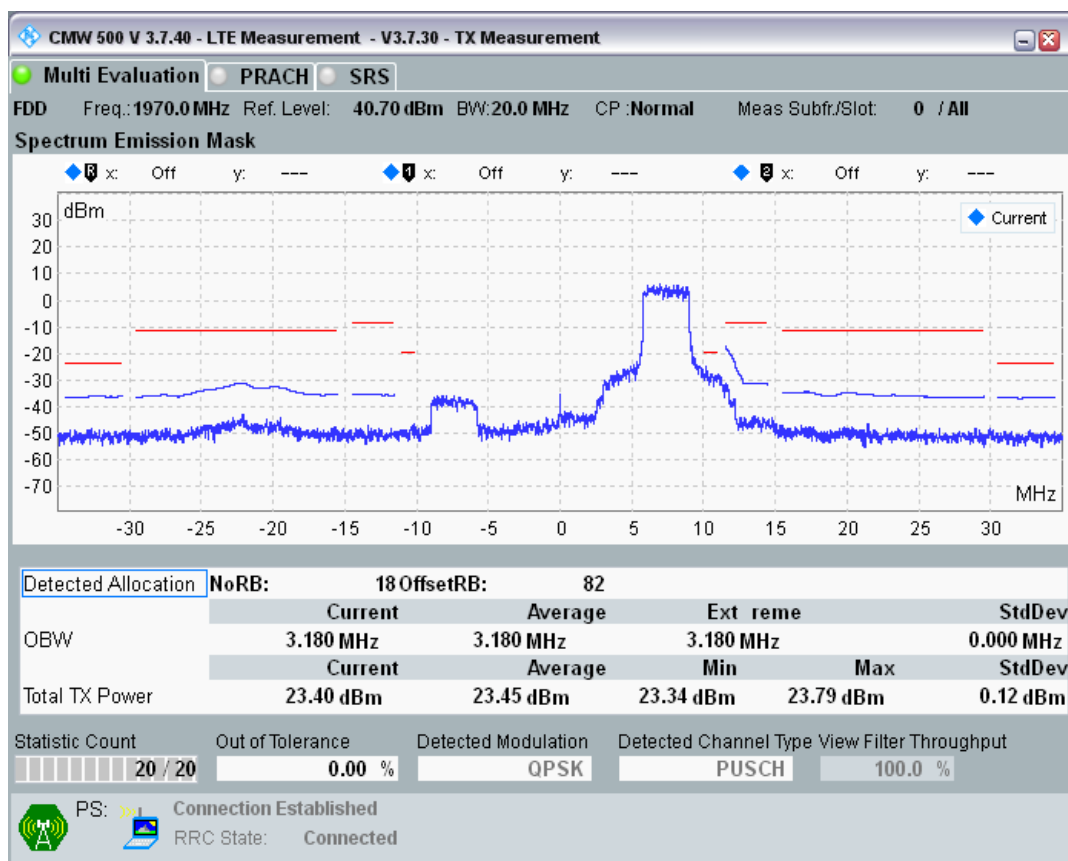 CMW 500 V 3.7.40 - LTE Measurement - V3.7.30 - TX Measurement
Multi Evaluation PRACH SRS
FDD Freq.: 1970.0 MHz Ref. Level: 40.70 dBm BW: 20.0 MHz CP : Normal Meas Subfr./Slot: 0 / All
Spectrum Emission Mask
R x: Off y: --- 1 x: Off y: --- 2 x: Off y: ---
dBm
Current
30
20
10
0
-10
-20
-30
-40
-50
-60
-70
MHz
-30 -25 -20 -15 -10 -5 0 5 10 15 20 25 30
Detected Allocation NoRB: 18 OffsetRB: 82
Current Average Ext reme StdDev
OBW 3.180 MHz 3.180 MHz 3.180 MHz 0.000 MHz
Current Average Min Max StdDev
Total TX Power 23.40 dBm 23.45 dBm 23.34 dBm 23.79 dBm 0.12 dBm
Statistic Count Out of Tolerance Detected Modulation Detected Channel Type View Filter Throughput
20 / 20 0.00 % QPSK PUSCH 100.0 %
PS: Connection Established
RRC State: Connected